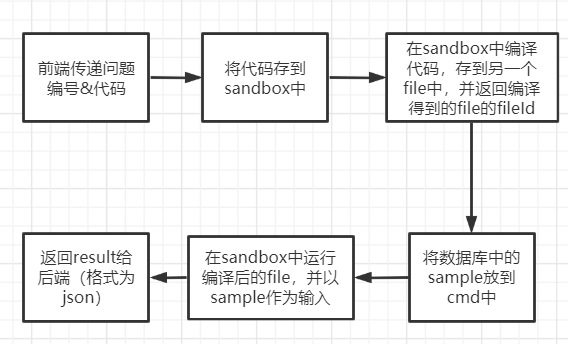 前端传递问题
编号&代码
将代码存到
sandbox中
在sandbox中编译
代码，存到另一个
file中，并返回编译
得到的file的fileId
将数据库中的
sample放到
cmd中
在sandbox中运行
编译后的file，并以
sample作为输入
返回result给
后端（格式为
json）